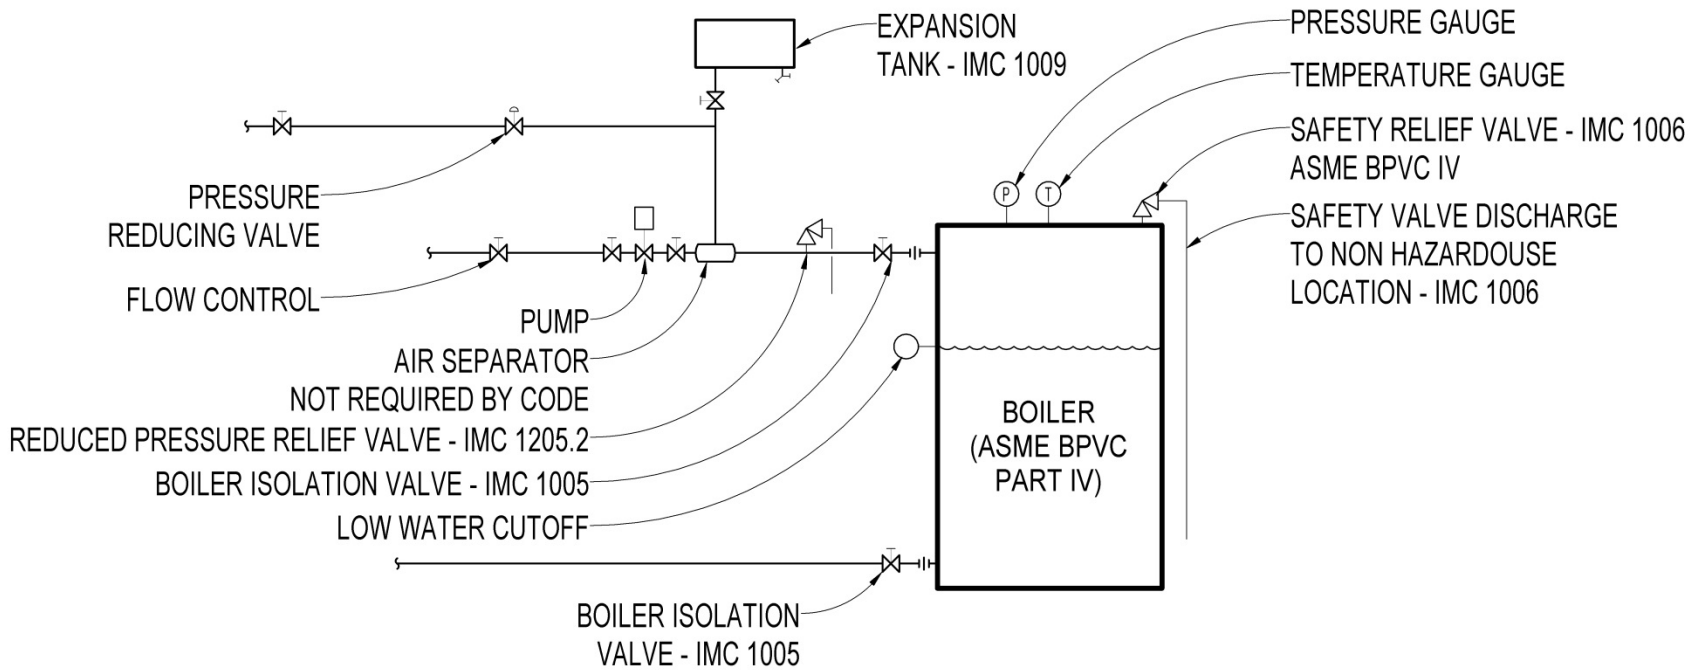 EXPANSION
TANK - IMC 1009
PRESSURE GAUGE
TEMPERATURE GAUGE
SAFETY RELIEF VALVE - IMC 1006
ASME BPVC IV
SAFETY VALVE DISCHARGE
TO NON HAZARDOUSE
LOCATION - IMC 1006
P
T
PRESSURE
REDUCING VALVE
FLOW CONTROL
PUMP
AIR SEPARATOR
NOT REQUIRED BY CODE
REDUCED PRESSURE RELIEF VALVE - IMC 1205.2
BOILER ISOLATION VALVE - IMC 1005
LOW WATER CUTOFF
BOILER
(ASME BPVC
PART IV)
BOILER ISOLATION
VALVE - IMC 1005